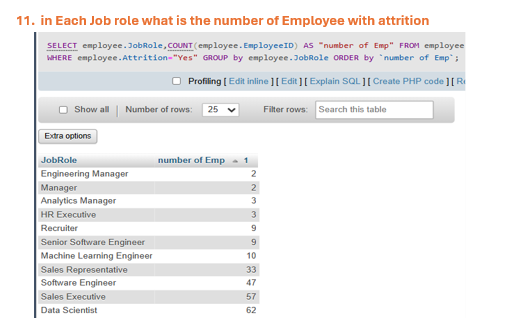 11. in Each Job role what is the number of Employee with attrition
SELECT employee.JobRole,COUNT(employee.EmployeeID) AS "number of Emp" FROM employee
WHERE employee.Attrition="Yes" GROUP by employee.JobRole ORDER by `number of Emp`;
Profiling [ Edit inline ] [ Edit ] [ Explain SQL ] [ Create PHP code ] [
Show all | Number of rows: 25 Filter rows: Search this table
Extra options
JobRole number of Emp 1
Engineering Manager 2
Manager 2
Analytics Manager 3
HR Executive 3
Recruiter 9
Senior Software Engineer 9
Machine Learning Engineer 10
Sales Representative 33
Software Engineer 47
Sales Executive 57
Data Scientist 62